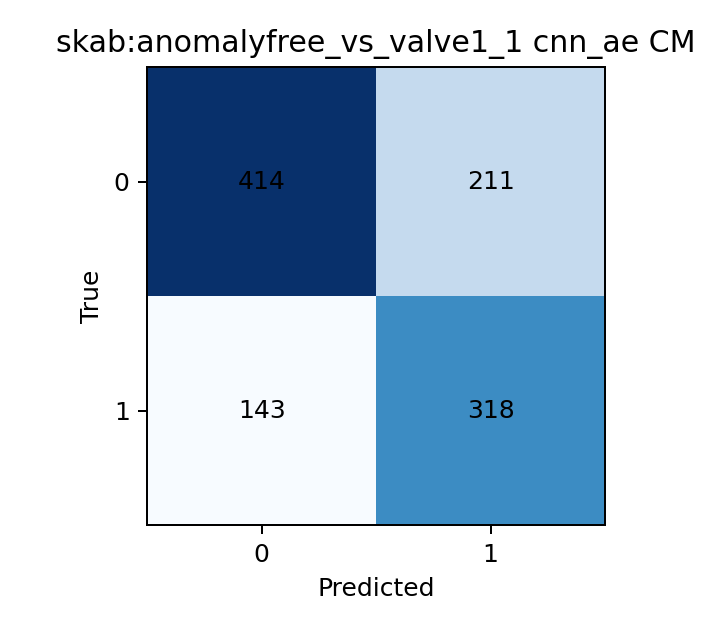 skab:anomalyfree_vs_valve1_1 cnn_ae CM
0
414
211
True
1
143
318
0
1
Predicted